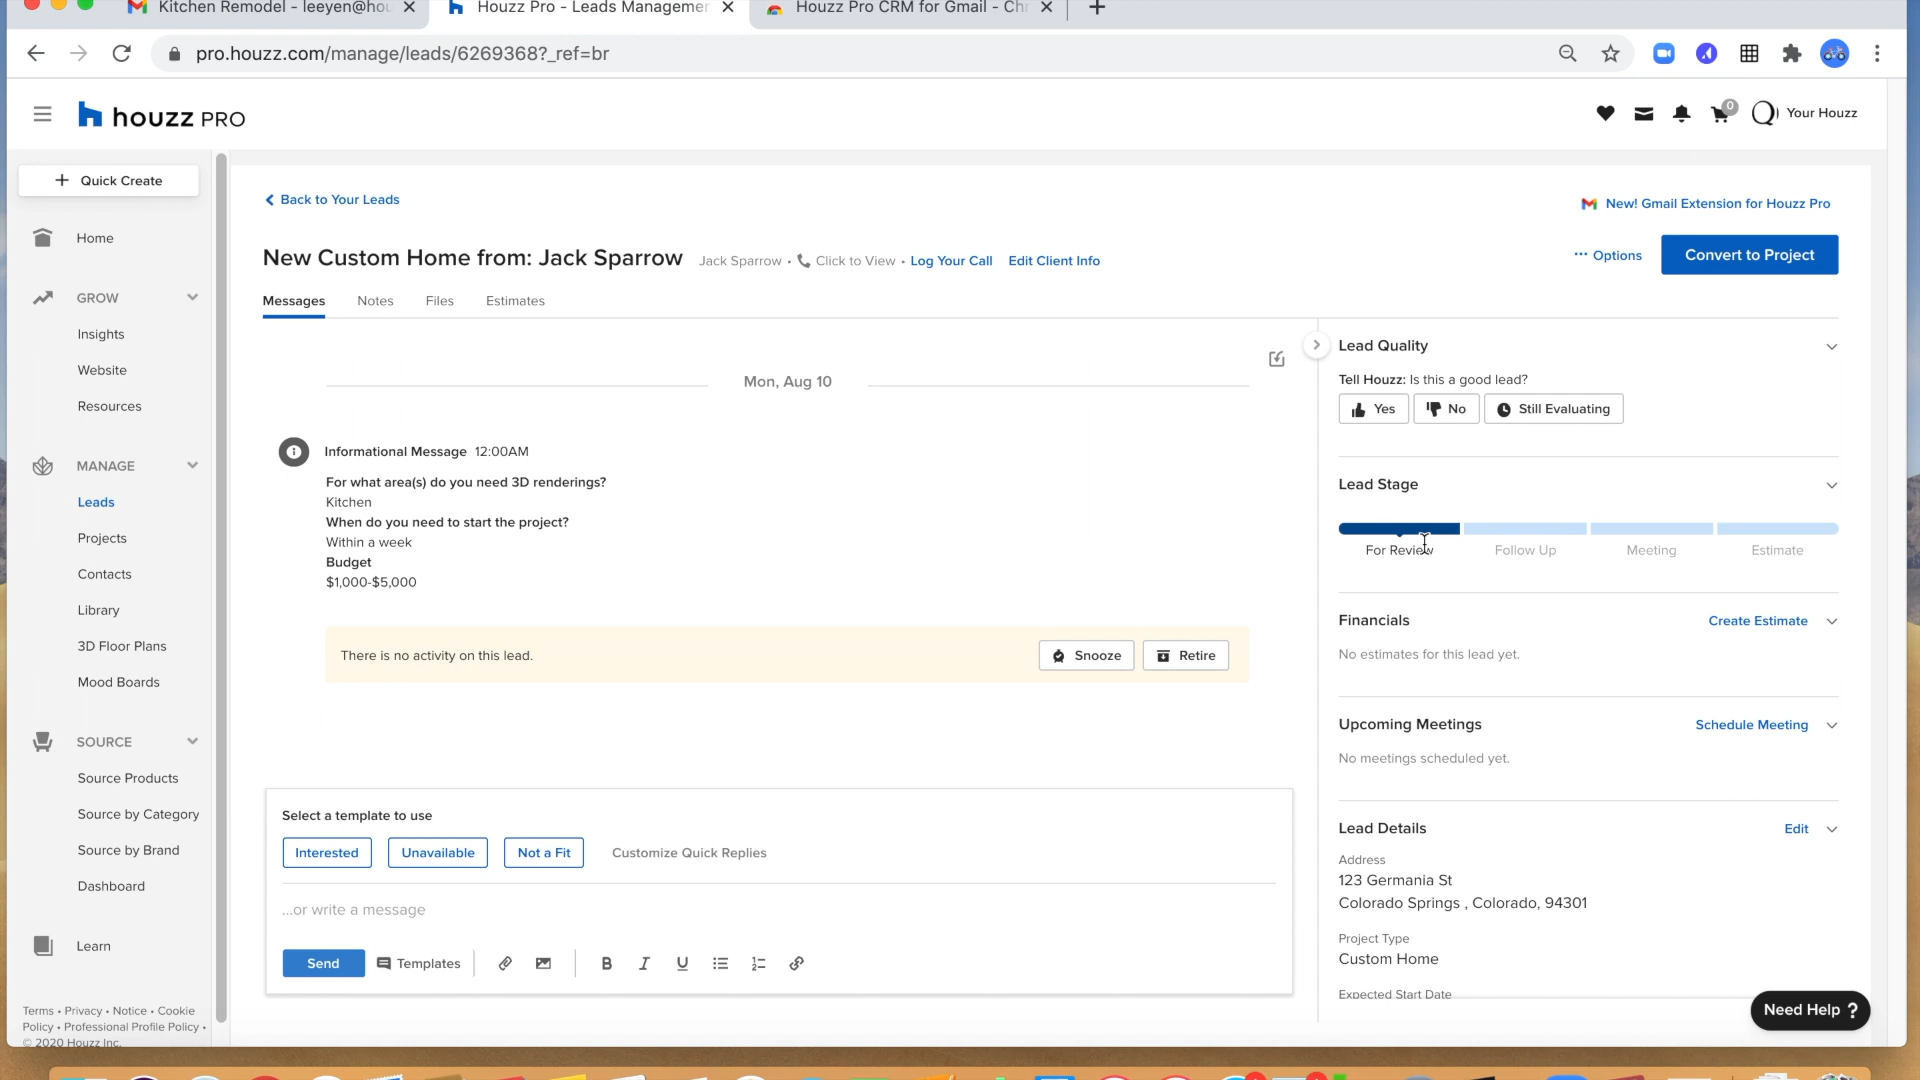 Kitchen Remodel - leeyen@hou
Houzz Pro - Leads Managemer
Houzz Pro CRM for Gmail - Chr
pro.houzz.com/manage/leads/6269368?_ref=br
houzz PRO
0
Your Houzz
+ Quick Create
Home
GROW
Insights
Website
Resources
MANAGE
Leads
Projects
Contacts
Library
3D Floor Plans
Mood Boards
SOURCE
Source Products
Source by Category
Source by Brand
Dashboard
Learn
Terms • Privacy • Notice • Cookie
Policy • Professional Profile Policy •
© 2020 Houzz Inc.
Back to Your Leads
New! Gmail Extension for Houzz Pro
New Custom Home from: Jack Sparrow
Jack Sparrow • Click to View • Log Your Call Edit Client Info
••• Options
Convert to Project
Messages Notes Files Estimates
Mon, Aug 10
Informational Message 12:00AM
For what area(s) do you need 3D renderings?
Kitchen
When do you need to start the project?
Within a week
Budget
$1,000-$5,000
There is no activity on this lead.
Snooze
Retire
Select a template to use
Interested
Unavailable
Not a Fit
Customize Quick Replies
...or write a message
Send
Templates
B I U
Lead Quality
Tell Houzz: Is this a good lead?
Yes
No
Still Evaluating
Lead Stage
For Review Follow Up Meeting Estimate
Financials
Create Estimate
No estimates for this lead yet.
Upcoming Meetings
Schedule Meeting
No meetings scheduled yet.
Lead Details
Edit
Address
123 Germania St
Colorado Springs , Colorado, 94301
Project Type
Custom Home
Expected Start Date
Need Help ?